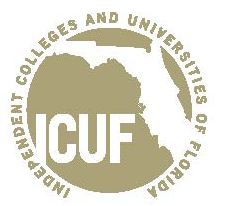 INDEPENDENT COLLEGES AND UNIVERSITIES OF FLORIDA
ICUF